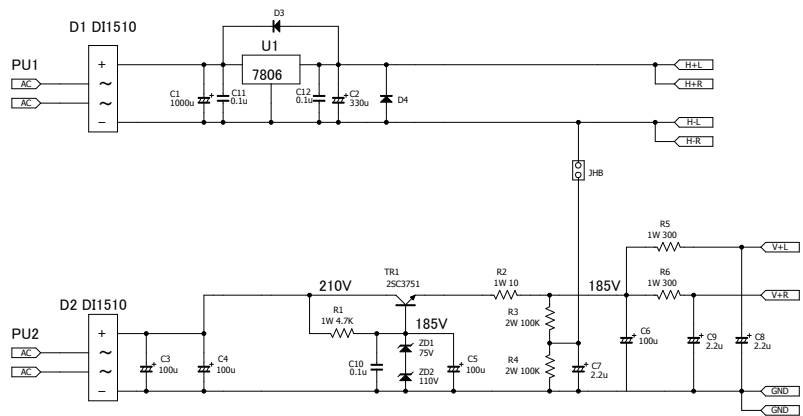 D1 DI1510
D3
U1
7806
PU1
AC
AC
+
~
~
−
C1
1000u
+
C11
0.1u
C12
0.1u
+
C2
330u
D4
H+L
H+R
H-L
H-R
JHB
D2 DI1510
PU2
AC
AC
+
~
~
−
+
C3
100u
+
C4
100u
210V
R1
1W 4.7K
TR1
2SC3751
185V
C10
0.1u
ZD1
75V
ZD2
110V
+
C5
100u
R2
1W 10
R3
2W 100K
R4
2W 100K
+
C7
2.2u
185V
R5
1W 300
R6
1W 300
+
C6
100u
+
C9
2.2u
+
C8
2.2u
V+L
V+R
GND
GND